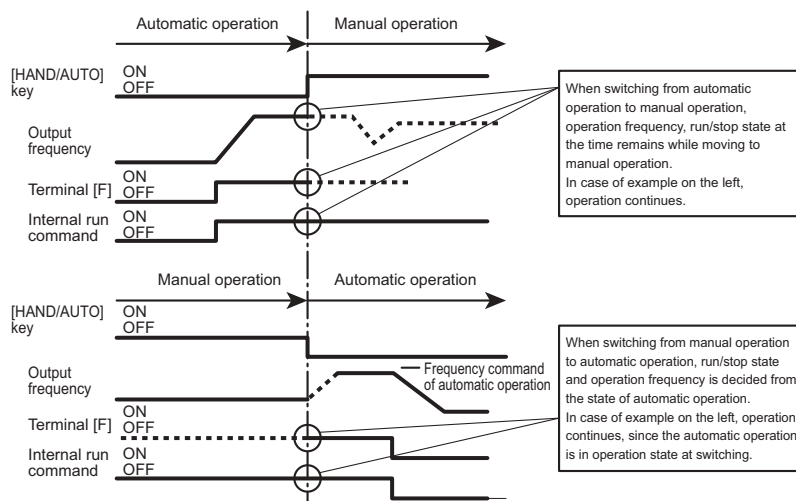 Automatic operation
Manual operation
[HAND/AUTO]
key
ON
OFF
Output
frequency
Terminal [F]
ON
OFF
Internal run
command
ON
OFF
When switching from automatic
operation to manual operation,
operation frequency, run/stop state at
the time remains while moving to
manual operation.
In case of example on the left,
operation continues.
Manual operation
Automatic operation
[HAND/AUTO]
key
ON
OFF
Output
frequency
Frequency command
of automatic operation
Terminal [F]
ON
OFF
Internal run
command
ON
OFF
When switching from manual operation
to automatic operation, run/stop state
and operation frequency is decided from
the state of automatic operation.
In case of example on the left, operation
continues, since the automatic operation
is in operation state at switching.